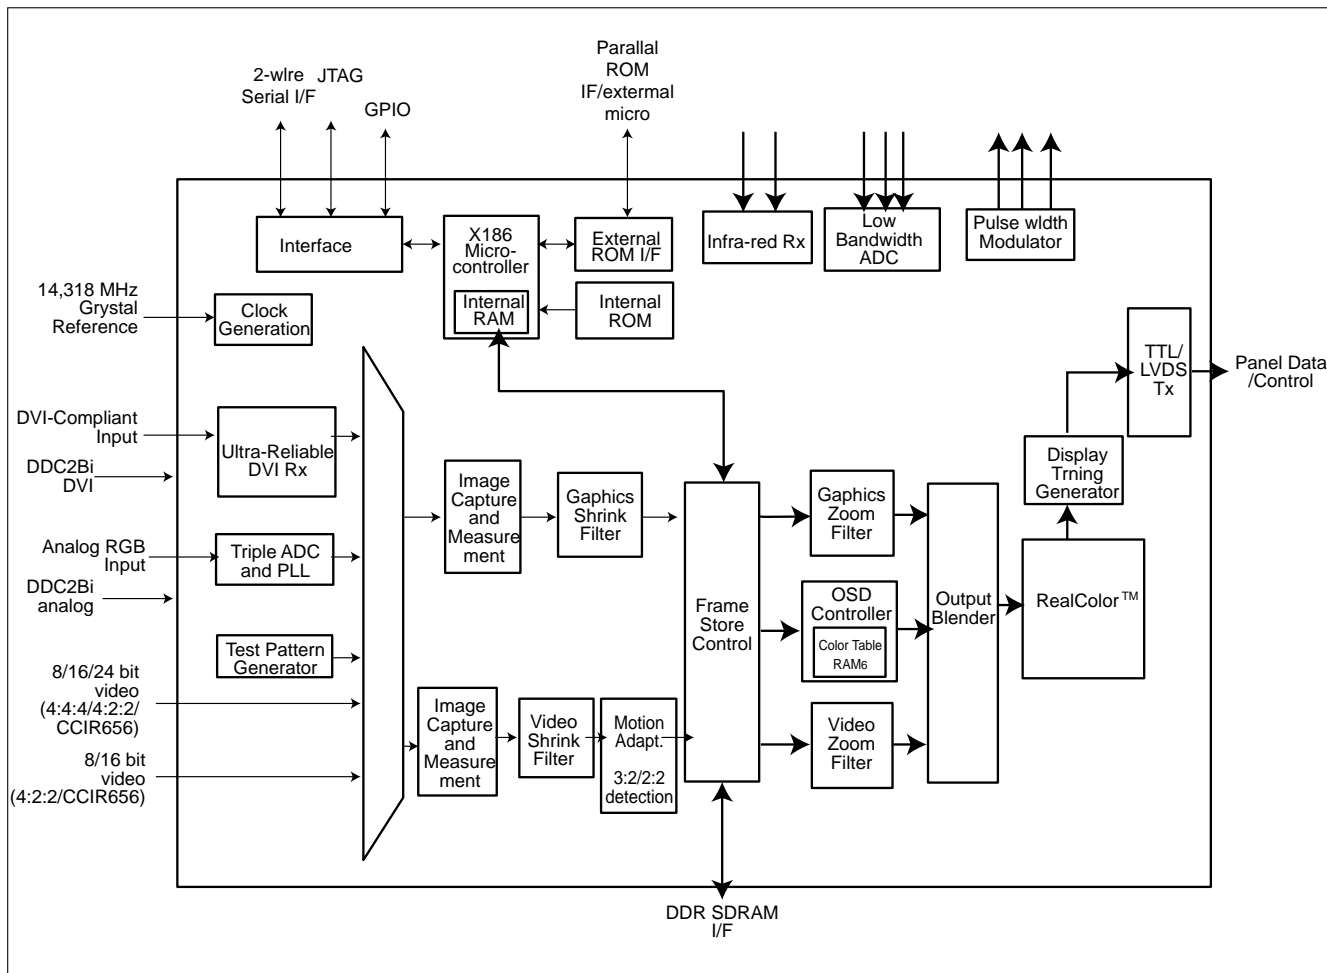 2-wlre
Serial I/F
JTAG
GPIO
Parallal
ROM
IF/extermal
micro
Interface
X186
Micro-
controller
Internal
RAM
External
ROM I/F
Internal
ROM
Infra-red Rx
Low
Bandwidth
ADC
Pulse wldth
Modulator
14,318 MHz
Grystal
Reference
Clock
Generation
TTL/
LVDS
Tx
Panel Data
/Control
DVI-Compliant
Input
DDC2Bi
DVI
Ultra-Reliable
DVI Rx
Image
Capture
and
Measure
ment
Gaphics
Shrink
Filter
Gaphics
Zoom
Filter
Display
Trning
Generator
Analog RGB
Input
DDC2Bi
analog
Triple ADC
and PLL
Frame
Store
Control
OSD
Controller
Color Table
RAM6
Output
Blender
RealColor™
Test Pattern
Generator
8/16/24 bit
video
(4:4:4/4:2:2/
CCIR656)
8/16 bit
video
(4:2:2/CCIR656)
Image
Capture
and
Measure
ment
Video
Shrink
Filter
Motion
Adapt.
3:2/2:2
detection
Video
Zoom
Filter
DDR SDRAM
I/F